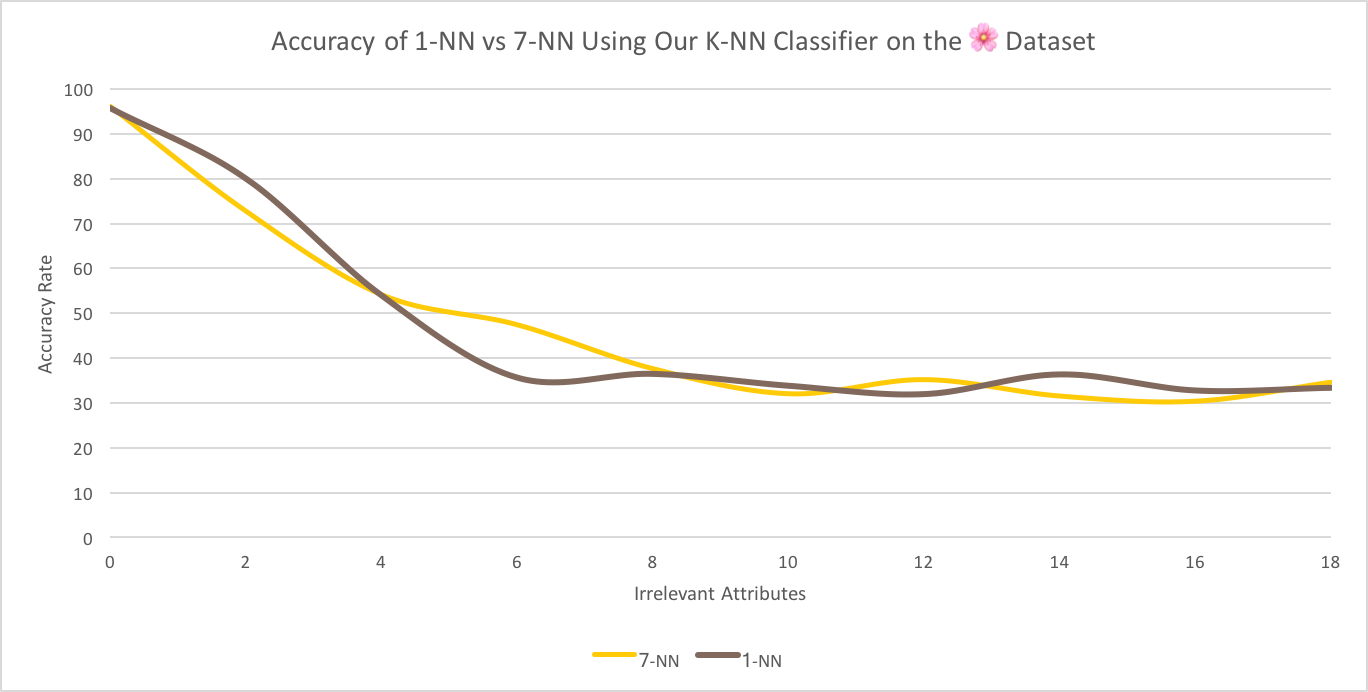 Accuracy of 1-NN vs 7-NN Using Our K-NN Classifier on the 🌸 Dataset
100
90
80
70
60
50
40
30
20
10
0
Accuracy Rate
0 2 4 6 8 10 12 14 16 18
Irrelevant Attributes
7-NN 1-NN